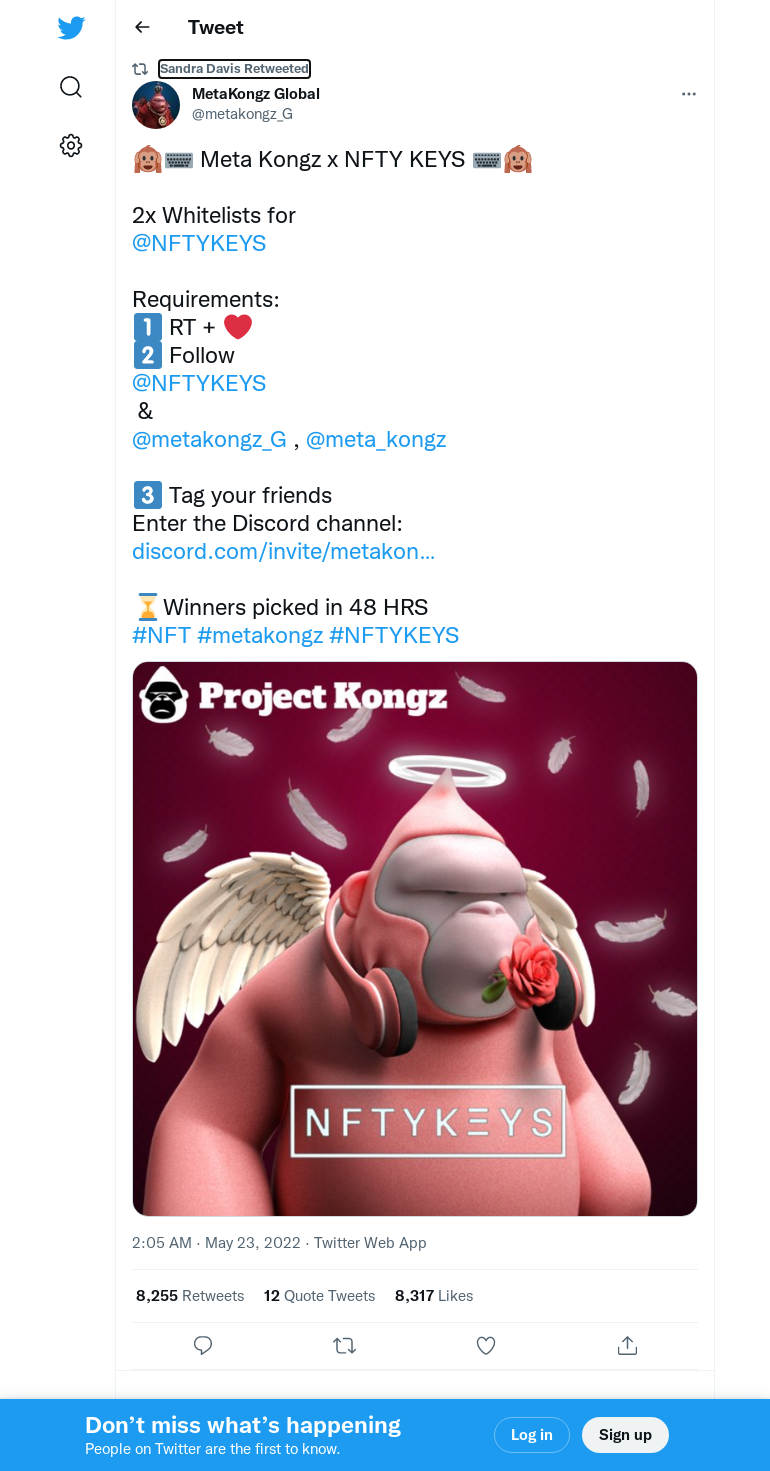 Tweet
Sandra Davis Retweeted
MetaKongz Global
@metakongz_G
🙉⌨️ Meta Kongz x NFTY KEYS ⌨️🙉
2x Whitelists for
@NFTYKEYS
Requirements:
1️⃣ RT + ❤️
2️⃣ Follow
@NFTYKEYS
&
@metakongz_G , @meta_kongz
3️⃣ Tag your friends
Enter the Discord channel:
discord.com/invite/metakon…
⏳Winners picked in 48 HRS
#NFT #metakongz #NFTYKEYS
Project Kongz
NFTYKΞYS
2:05 AM · May 23, 2022 · Twitter Web App
8,255 Retweets 12 Quote Tweets 8,317 Likes
Don’t miss what’s happening
People on Twitter are the first to know.
Log in
Sign up